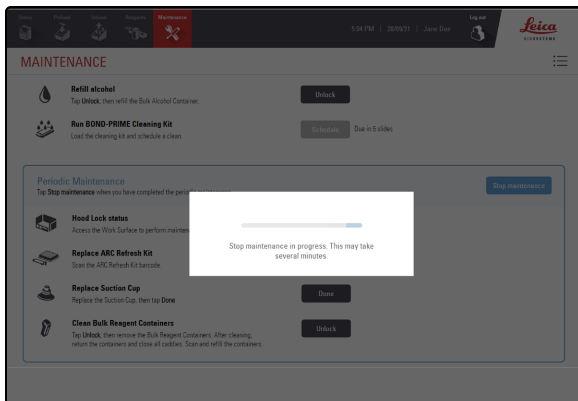 Status Preload Slides Reagents Maintenance
5:34 PM | 28/09/21 | Jane Doe
Log out
Leica
BIOSYSTEMS
MAINTENANCE
Refill alcohol
Tap Unlock, then refill the Bulk Alcohol Container.
Unlock
Run BOND-PRIME Cleaning Kit
Load the cleaning kit and schedule a clean.
Schedule
Due in 5 slides
Periodic Maintenance
Tap Stop maintenance when you have completed the
Stop maintenance
Hood Lock status
Access the Work Surface to perform
Replace ARC Refresh Kit
Scan the ARC Refresh Kit barcode
Stop maintenance in progress. This may take
several minutes.
Replace Suction Cup
Replace the Suction Cup, then tap Done
Done
Clean Bulk Reagent Containers
Tap Unlock, then remove the Bulk Reagent Containers. After cleaning,
return the containers and close all caddies. Scan and refill the containers.
Unlock